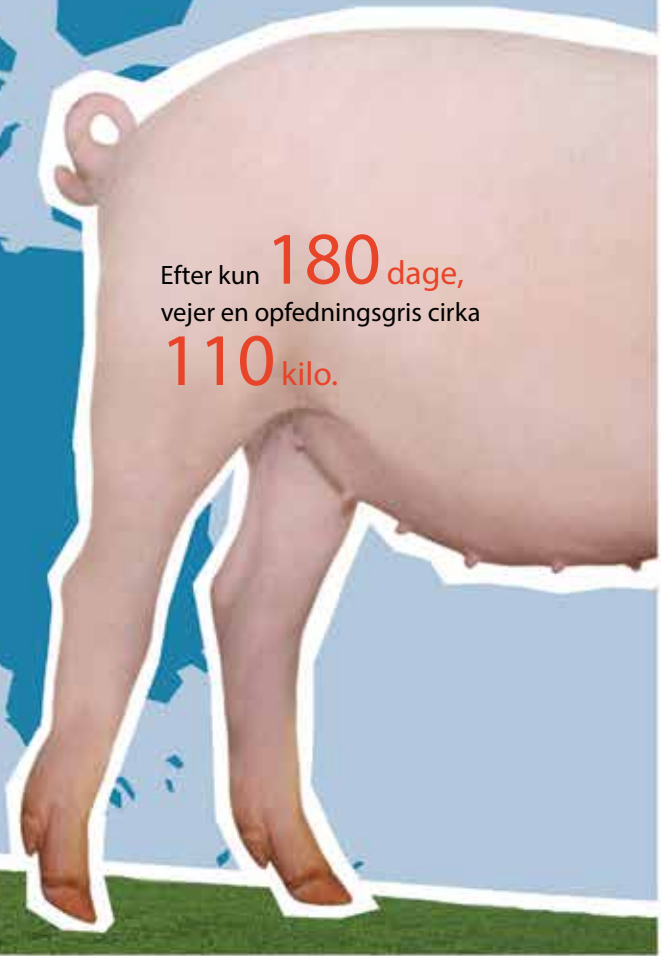 Efter kun 180 dage,
vejer en opfedningsgris cirka
110 kilo.